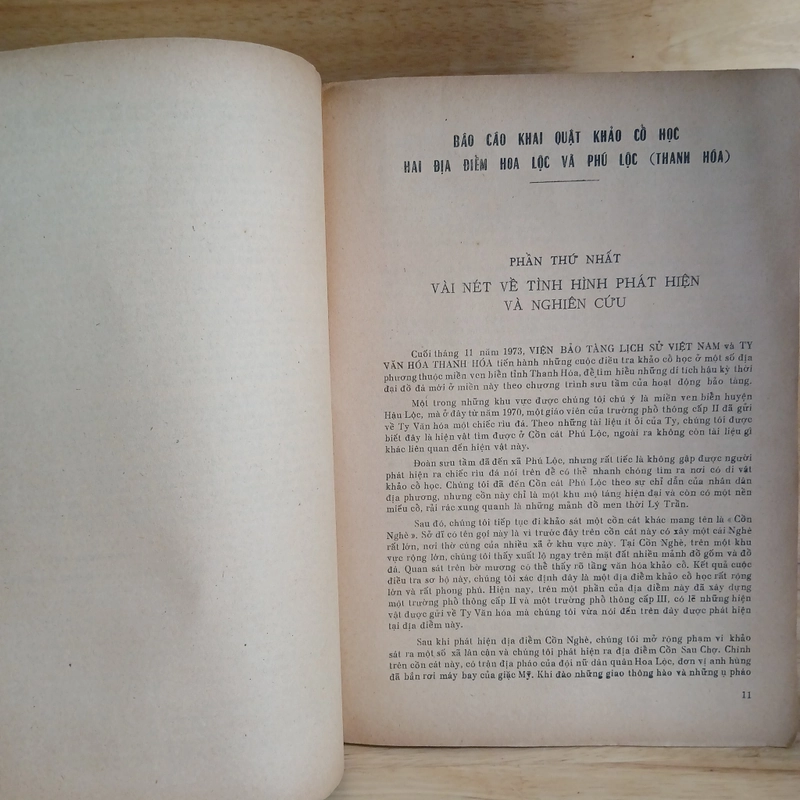 BÁO CÁO KHAI QUẬT KHẢO CỔ HỌC
HAI ĐỊA ĐIỂM HOA LỘC VÀ PHÚ LỘC (THANH HÓA)
PHẦN THỨ NHẤT
VÀI NÉT VỀ TÌNH HÌNH PHÁT HIỆN
VÀ NGHIÊN CỨU
Cuối tháng 11 năm 1973, VIỆN BẢO TÀNG LỊCH SỬ VIỆT NAM và TY
VĂN HÓA THANH HÓA tiến hành những cuộc điều tra khảo cổ học ở một số địa
phương thuộc miền ven biển tỉnh Thanh Hóa, để tìm hiểu những di tích hậu kỳ thời
đại đồ đá mới ở miền này theo chương trình sưu tầm của hoạt động bảo tàng.
Một trong những khu vực được chúng tôi chú ý là miền ven biển huyện
Hậu Lộc, mà ở đây từ năm 1970, một giáo viên của trường phổ thông cấp II đã gửi
về Ty Văn hóa một chiếc rìu đá. Theo những tài liệu ít ỏi của Ty, chúng tôi được
biết đây là hiện vật tìm được ở Cồn cát Phú Lộc, ngoài ra không còn tài liệu gì
khác liên quan đến hiện vật này.
Đoàn sưu tầm đã đến xã Phú Lộc, nhưng rất tiếc là không gặp được người
phát hiện ra chiếc rìu đá nói trên để có thể nhanh chóng tìm ra nơi có di vật
khảo cổ học. Chúng tôi đã đến Cồn cát Phú Lộc theo sự chỉ dẫn của nhân dân
địa phương, nhưng cồn này chỉ là một khu mộ táng hiện đại và còn có một nền
miếu cổ, rải rác xung quanh là những mảnh đồ men thời Lý Trần.
Sau đó, chúng tôi tiếp tục đi khảo sát một cồn cát khác mang tên là « Cồn
Nghè ». Sở dĩ có tên gọi này là vì trước đây trên cồn cát này có xây một cái Nghè
rất lớn, nơi thờ cúng của nhiều xã ở khu vực này. Tại Cồn Nghè, trên một khu
vực rộng lớn, chúng tôi thấy xuất lộ ngay trên mặt đất nhiều mảnh đồ gốm và đồ
đá. Quan sát trên bờ mương có thể thấy rõ tầng văn hóa khảo cổ. Kết quả cuộc
điều tra sơ bộ này, chúng tôi xác định đây là một địa điểm khảo cổ học rất rộng
lớn và rất phong phú. Hiện nay, trên một phần của địa điểm này đã xây dựng
một trường phổ thông cấp II và một trường phổ thông cấp III, có lẽ những hiện
vật được gửi về Ty Văn hóa mà chúng tôi vừa nói đến trên đây được phát hiện
tại địa điểm này.
Sau khi phát hiện địa điểm Cồn Nghè, chúng tôi mở rộng phạm vi khảo
sát ra một số xã lân cận và chúng tôi phát hiện ra địa điểm Cồn Sau Chợ. Chính
trên cồn cát này, có trận địa pháo của đội nữ dân quân Hoa Lộc, đơn vị anh hùng
đã bắn rơi máy bay của giặc Mỹ. Khi đào những giao thông hào và những ụ pháo
11